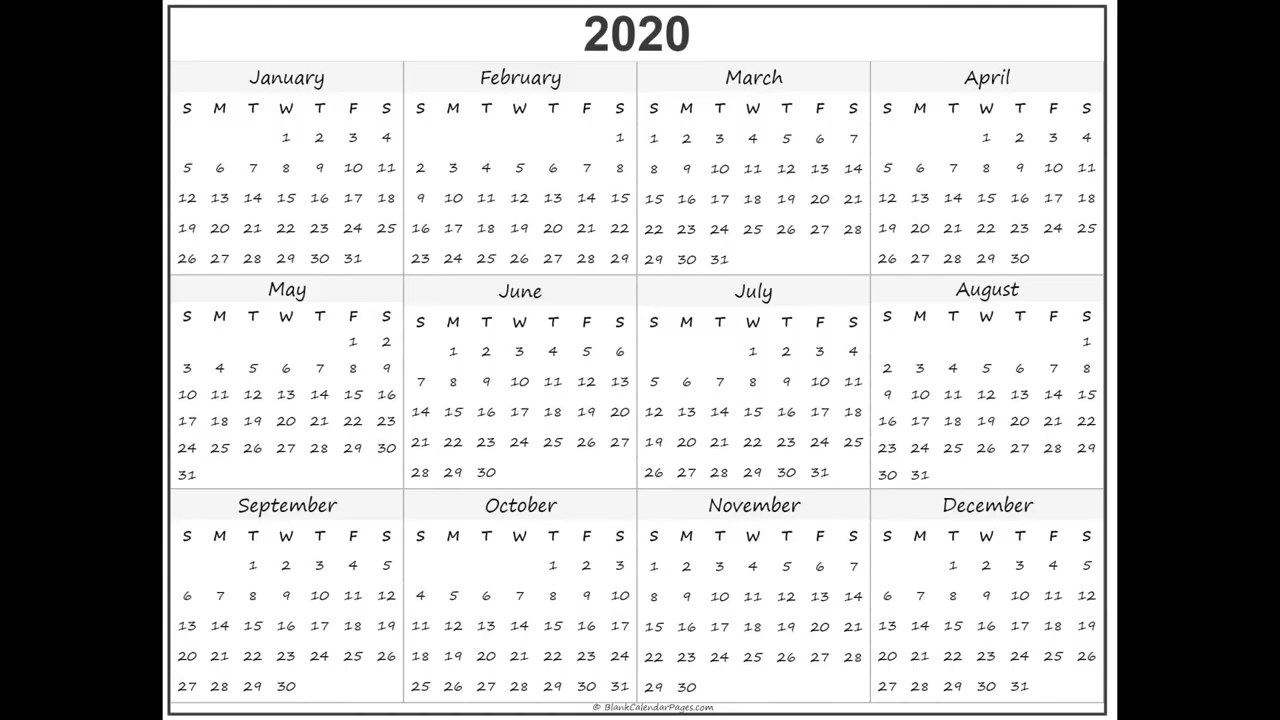 2020
January February March April
S M T W T F S S M T W T F S S M T W T F S S M T W T F S
1 2 3 4 1 1 2 3 4 5 6 7 1 2 3 4
5 6 7 8 9 10 11 2 3 4 5 6 7 8 8 9 10 11 12 13 14 5 6 7 8 9 10 11
12 13 14 15 16 17 18 9 10 11 12 13 14 15 15 16 17 18 19 20 21 12 13 14 15 16 17 18
19 20 21 22 23 24 25 16 17 18 19 20 21 22 22 23 24 25 26 27 28 19 20 21 22 23 24 25
26 27 28 29 30 31 23 24 25 26 27 28 29 29 30 31 26 27 28 29 30
May June July August
S M T W T F S S M T W T F S S M T W T F S S M T W T F S
1 2 1 2 3 4 5 6 1 2 3 4 1
3 4 5 6 7 8 9 7 8 9 10 11 12 13 5 6 7 8 9 10 11 2 3 4 5 6 7 8
10 11 12 13 14 15 16 14 15 16 17 18 19 20 12 13 14 15 16 17 18 9 10 11 12 13 14 15
17 18 19 20 21 22 23 21 22 23 24 25 26 27 19 20 21 22 23 24 25 16 17 18 19 20 21 22
24 25 26 27 28 29 30 28 29 30 26 27 28 29 30 31 23 24 25 26 27 28 29
31 30 31
September October November December
S M T W T F S S M T W T F S S M T W T F S S M T W T F S
1 2 3 4 5 1 2 3 1 2 3 4 5 6 7 1 2 3 4 5
6 7 8 9 10 11 12 4 5 6 7 8 9 10 8 9 10 11 12 13 14 6 7 8 9 10 11 12
13 14 15 16 17 18 19 11 12 13 14 15 16 17 15 16 17 18 19 20 21 13 14 15 16 17 18 19
20 21 22 23 24 25 26 18 19 20 21 22 23 24 22 23 24 25 26 27 28 20 21 22 23 24 25 26
27 28 29 30 25 26 27 28 29 30 31 29 30 27 28 29 30 31
© BlankCalendarPages.com